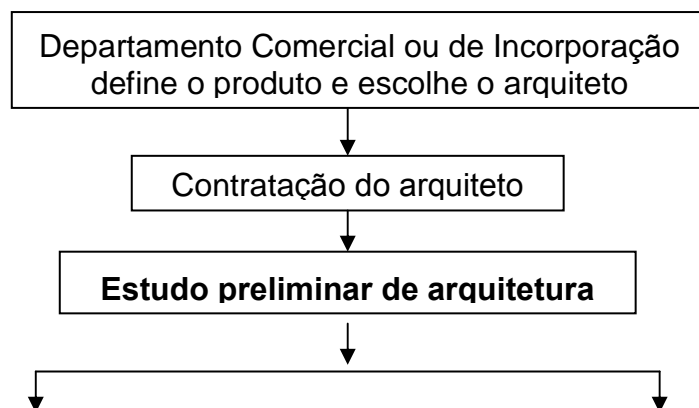 Departamento Comercial ou de Incorporação
define o produto e escolhe o arquiteto
Contratação do arquiteto
Estudo preliminar de arquitetura